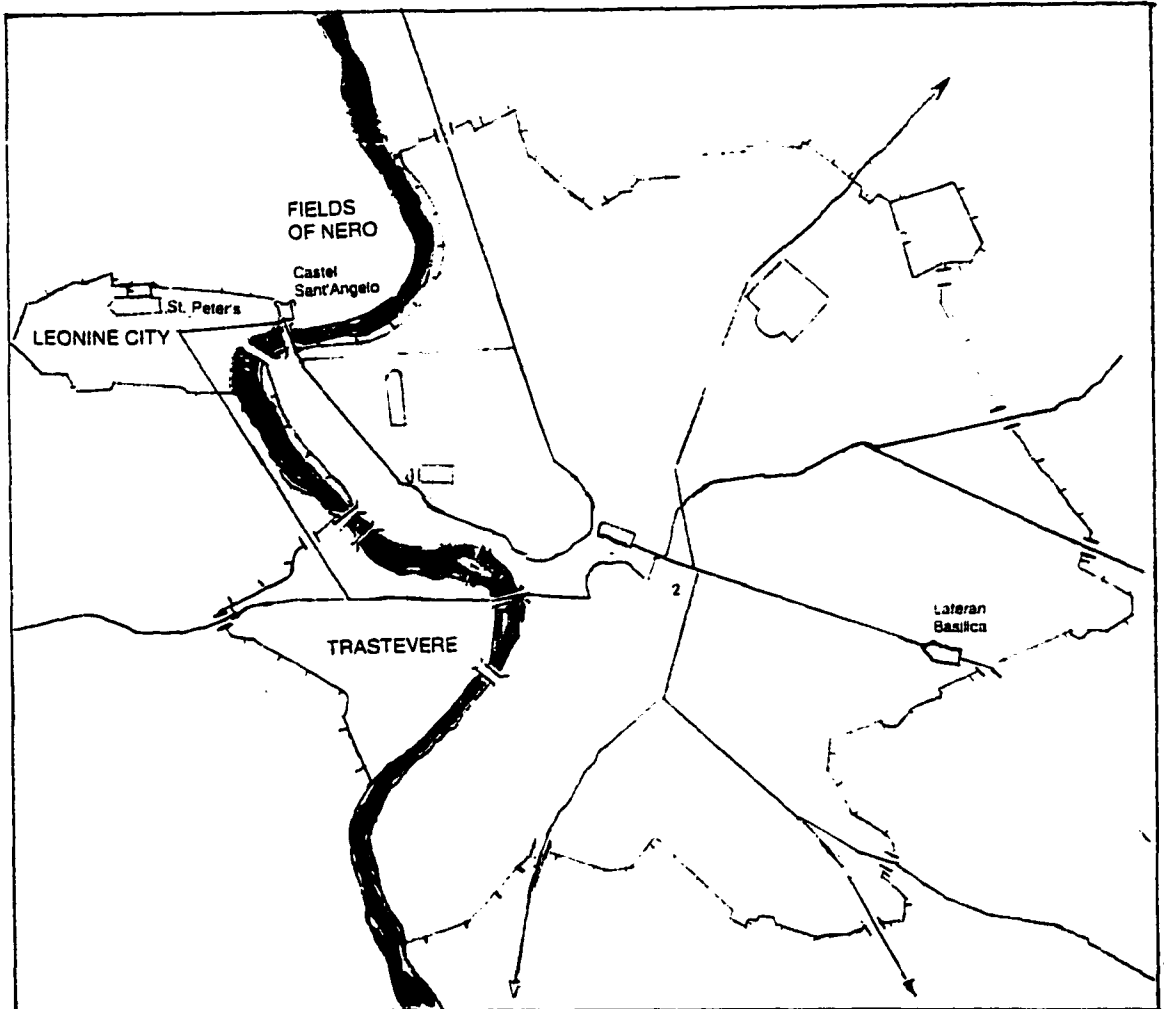 FIELDS
OF NERO
Castel
Sant'Angelo
St. Peter's
LEONINE CITY
2
Lateran
Basilica
TRASTEVERE